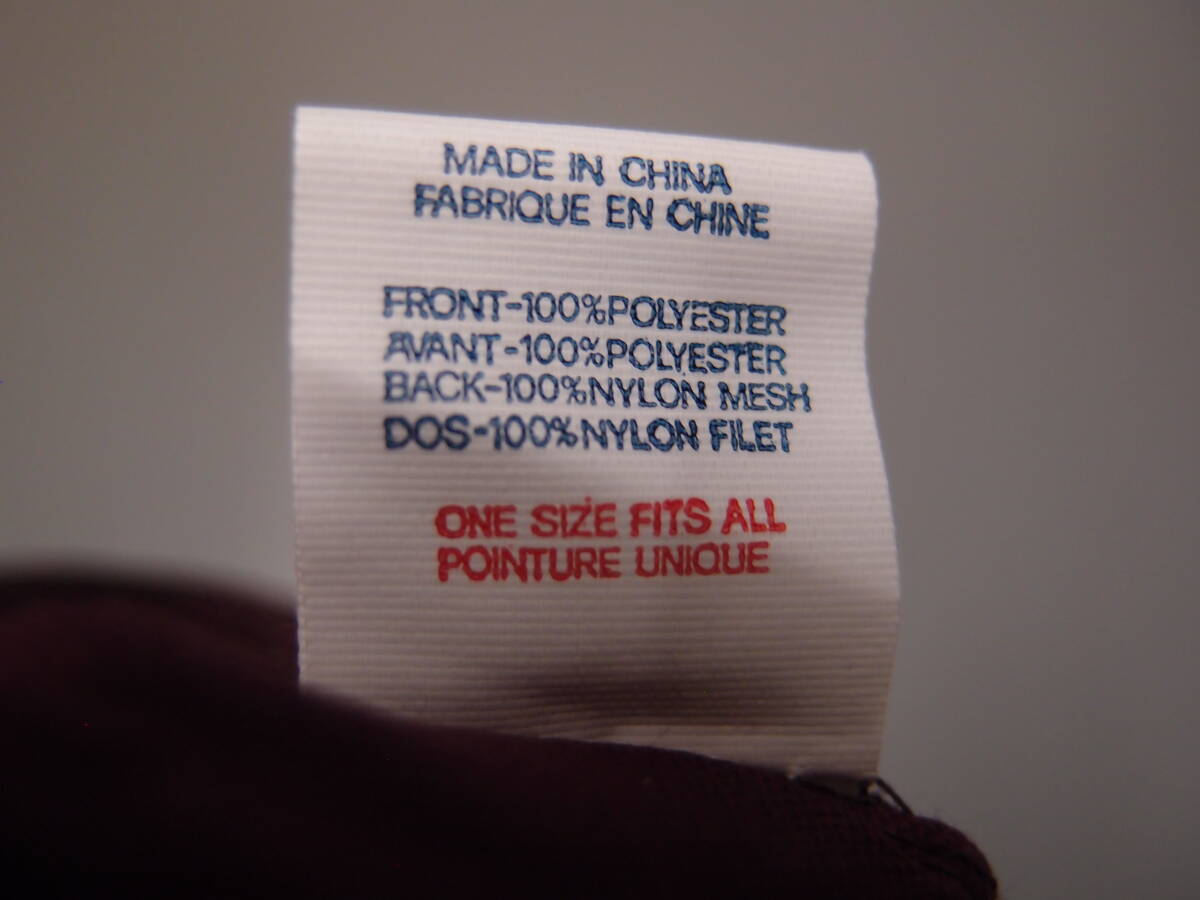 MADE IN CHINA
FABRIQUE EN CHINE
FRONT-100%POLYESTER
AVANT-100%POLYESTER
BACK-100%NYLON MESH
DOS-100%NYLON FILET
ONE SIZE FITS ALL
POINTURE UNIQUE